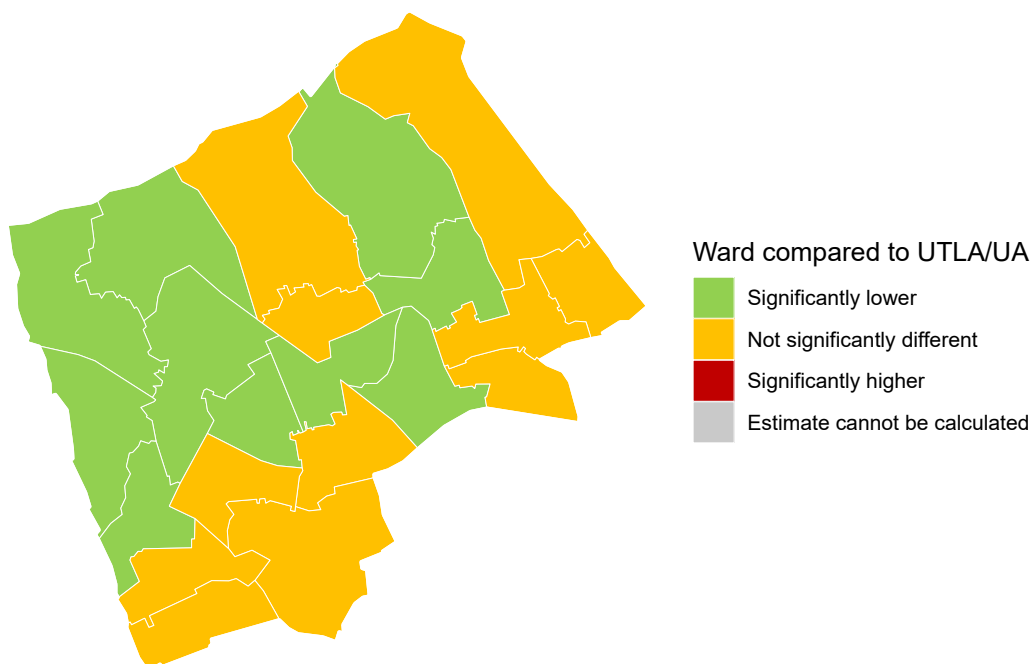 Ward compared to UTLA/UA
Significantly lower
Not significantly different
Significantly higher
Estimate cannot be calculated